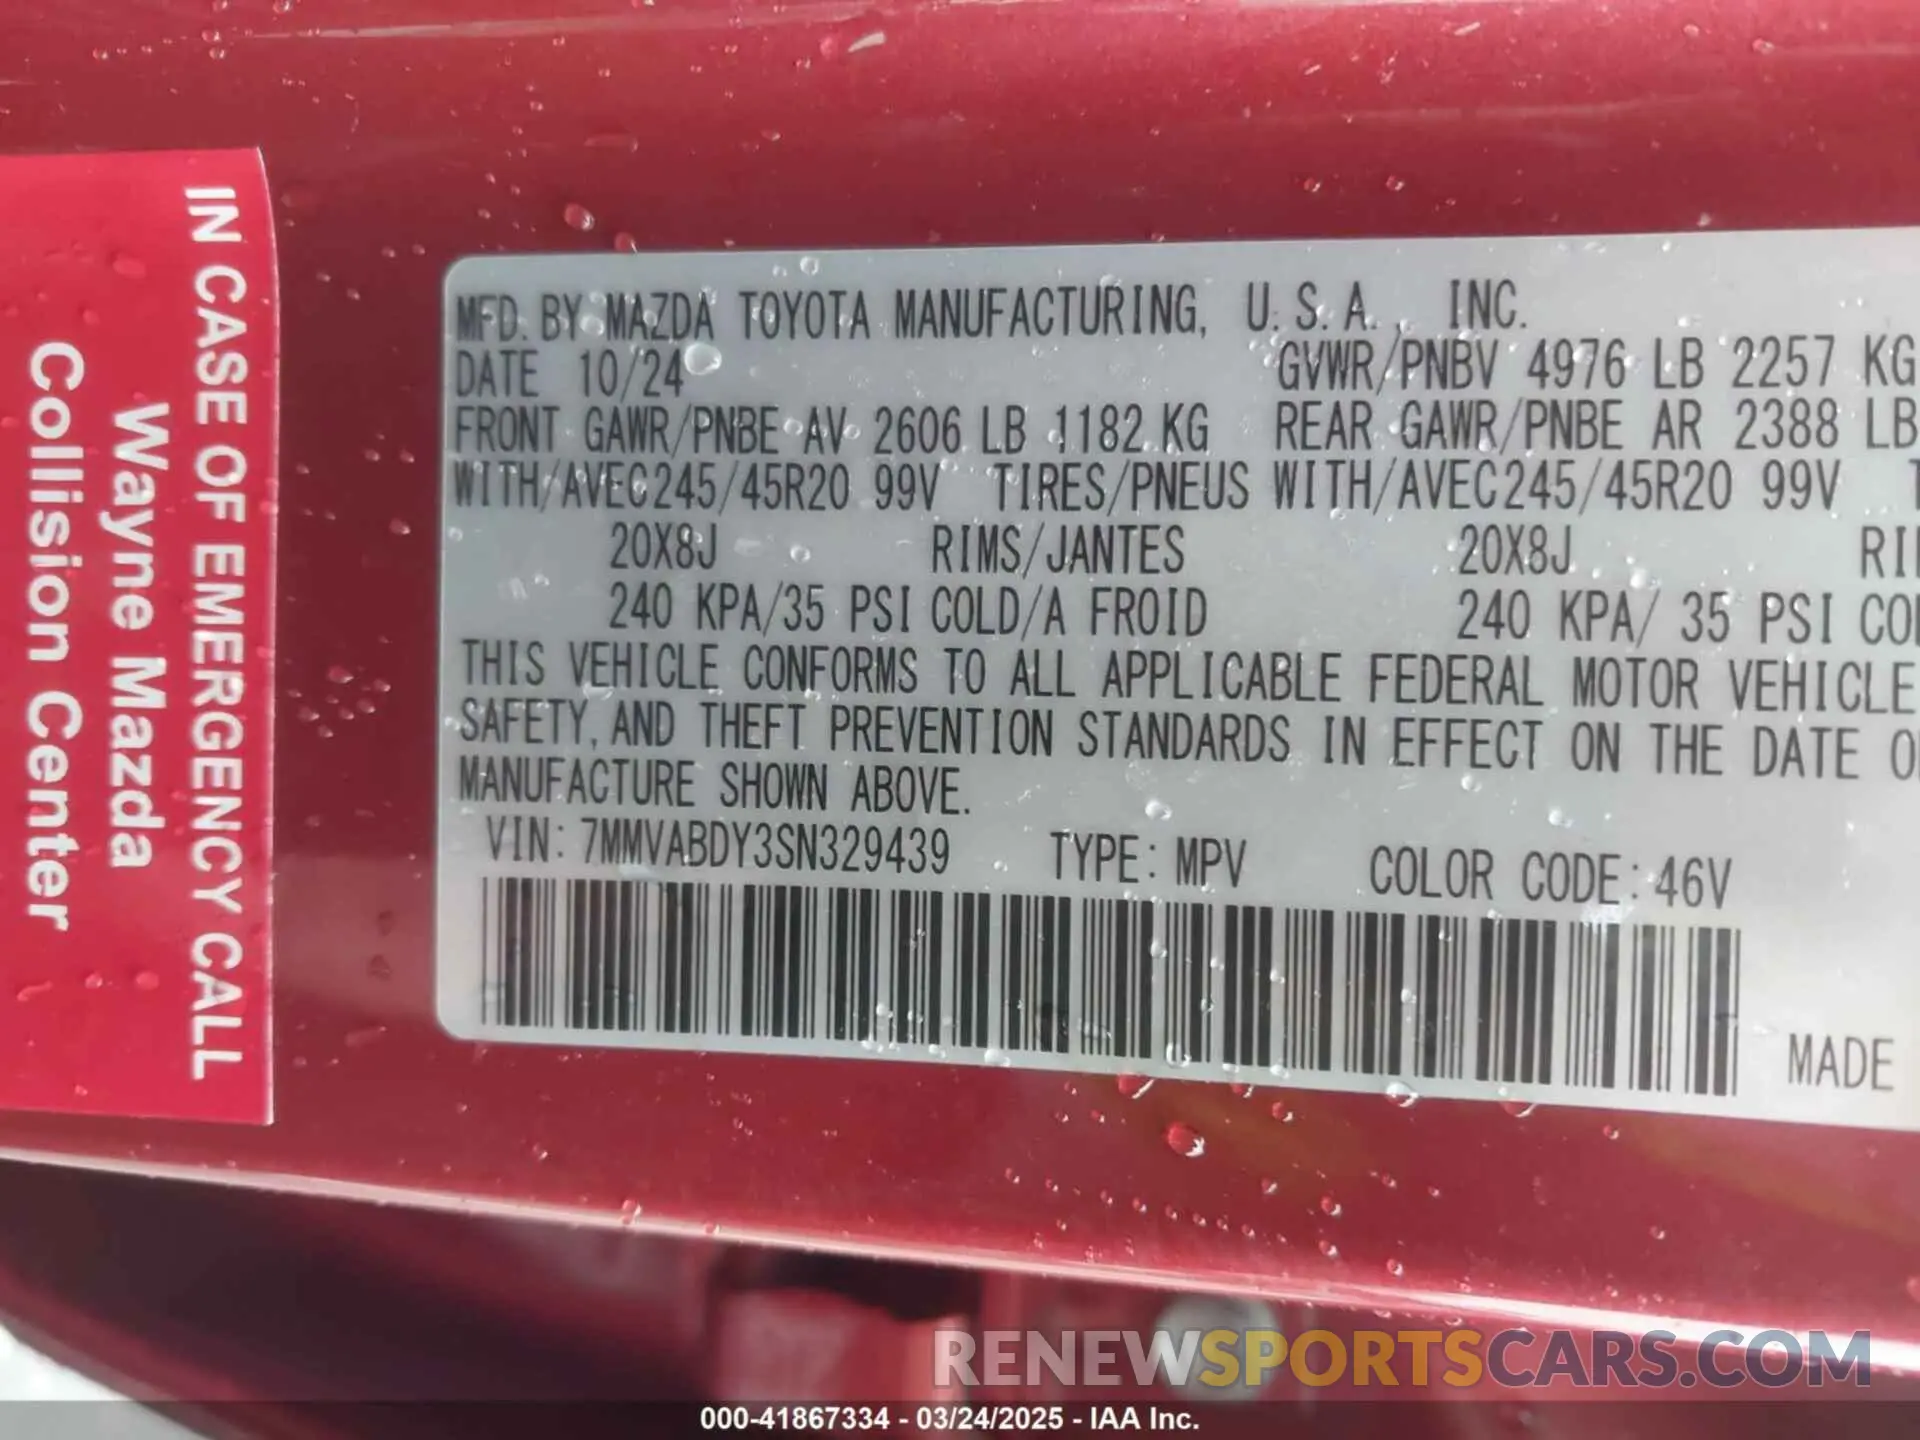 IN CASE OF EMERGENCY CALL
Wayne Mazda
Collision Center
MFD. BY MAZDA TOYOTA MANUFACTURING, U.S.A., INC.
DATE 10/24 GVWR/PNBV 4976 LB 2257 KG
FRONT GAWR/PNBE AV 2606 LB 1182 KG REAR GAWR/PNBE AR 2388 LB
WITH/AVEC245/45R20 99V TIRES/PNEUS WITH/AVEC245/45R20 99V
20X8J RIMS/JANTES 20X8J
240 KPA/35 PSI COLD/A FROID 240 KPA/ 35 PSI
THIS VEHICLE CONFORMS TO ALL APPLICABLE FEDERAL MOTOR VEHICLE
SAFETY, AND THEFT PREVENTION STANDARDS IN EFFECT ON THE DATE
MANUFACTURE SHOWN ABOVE.
VIN: 7MMVABDY3SN329439 TYPE: MPV COLOR CODE: 46V
MADE
RENEWSPORTSCARS.COM
000-41867334 - 03/24/2025 - IAA Inc.